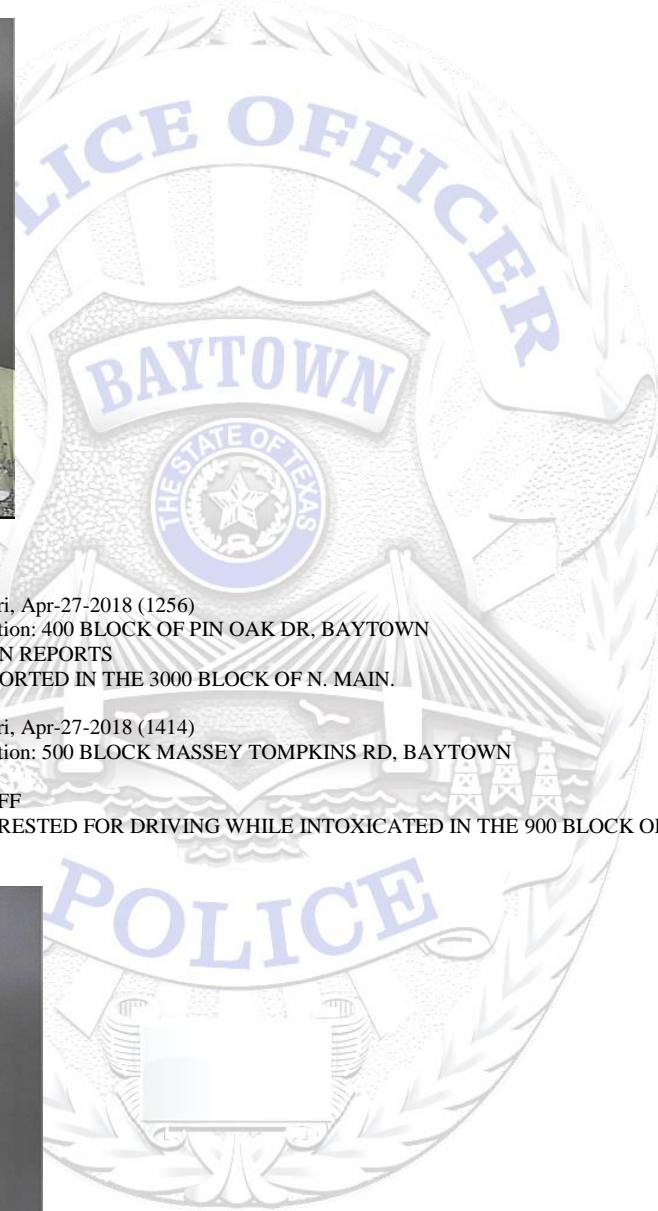 LICE OFFICER
BAYTOWN
THE STATE OF TEXAS
ri, Apr-27-2018 (1256)
tion: 400 BLOCK OF PIN OAK DR, BAYTOWN
N REPORTS
ORTED IN THE 3000 BLOCK OF N. MAIN.
ri, Apr-27-2018 (1414)
tion: 500 BLOCK MASSEY TOMPKINS RD, BAYTOWN
FF
RESTED FOR DRIVING WHILE INTOXICATED IN THE 900 BLOCK OF
POLICE